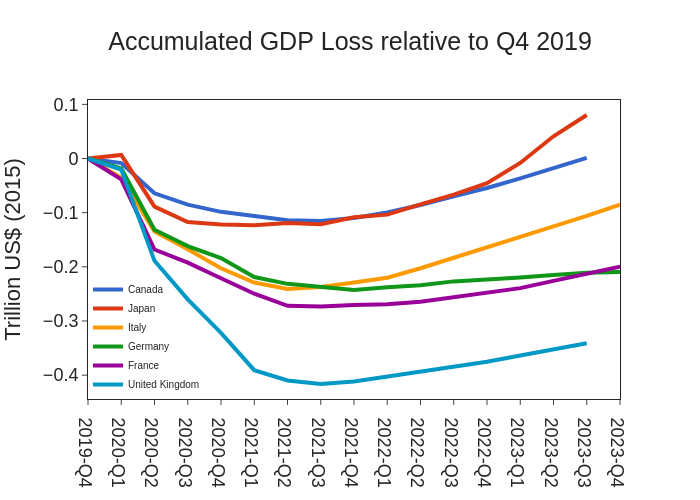 Accumulated GDP Loss relative to Q4 2019
Trillion US$ (2015)
0.1
0
−0.1
−0.2
−0.3
−0.4
Canada
Japan
Italy
Germany
France
United Kingdom
2019-Q4
2020-Q1
2020-Q2
2020-Q3
2020-Q4
2021-Q1
2021-Q2
2021-Q3
2021-Q4
2022-Q1
2022-Q2
2022-Q3
2022-Q4
2023-Q1
2023-Q2
2023-Q3
2023-Q4